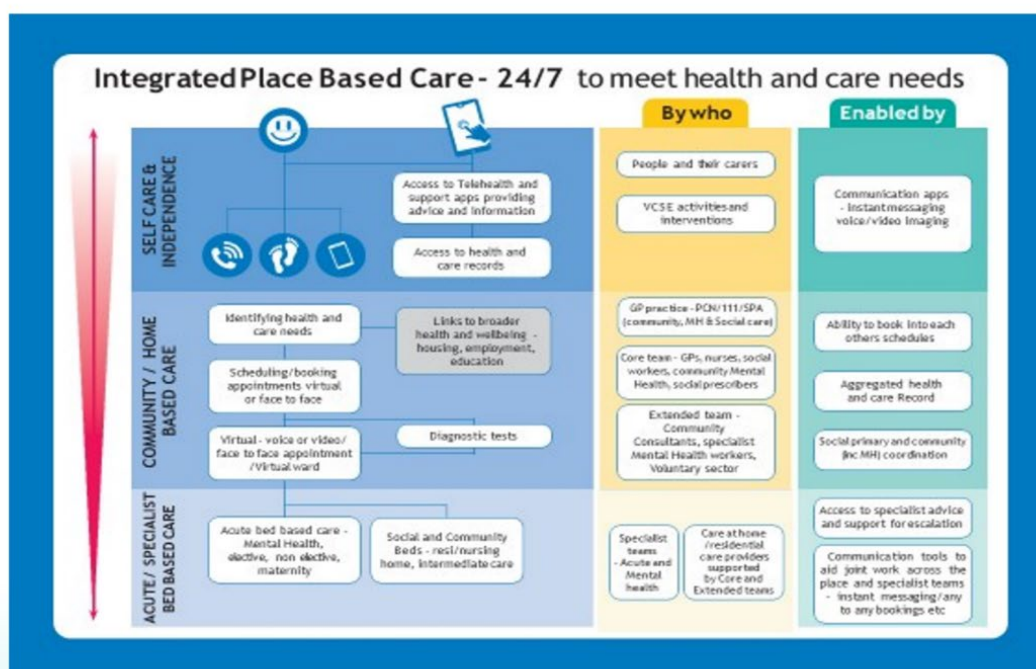 Integrated Place Based Care - 24/7 to meet health and care needs
By who
Enabled by
SELF CARE &
INDEPENDENCE
Access to Telehealth and
support apps providing
advice and information
Access to health and
care records
People and their carers
VCSE activities and
interventions
Communication apps
- instant messaging
voice/video imaging
COMMUNITY / HOME
BASED CARE
Identifying health and
care needs
Links to broader
health and wellbeing -
housing, employment,
education
Scheduling/booking
appointments virtual
or face to face
Virtual - voice or video/
face to face appointment
/Virtual ward
Diagnostic tests
GP practice - PCN/111/SPA
(community, MH & Social care)
Core team - GPs, nurses, social
workers, community Mental
Health, social prescribers
Extended team -
Community
Consultants, specialist
Mental Health workers,
Voluntary sector
Ability to book into each
others schedules
Aggregated health
and care Record
Social primary and community
(inc MH) coordination
ACUTE/ SPECIALIST
BED BASED CARE
Acute bed based care -
Mental Health,
elective, non elective,
maternity
Social and Community
Beds - resi/nursing
home, intermediate care
Specialist
teams
- Acute and
Mental
health
Care at home
/residential
care providers
supported
by Core and
Extended teams
Access to specialist advice
and support for escalation
Communication tools to
aid joint work across the
place and specialist teams
- instant messaging/any
to any bookings etc